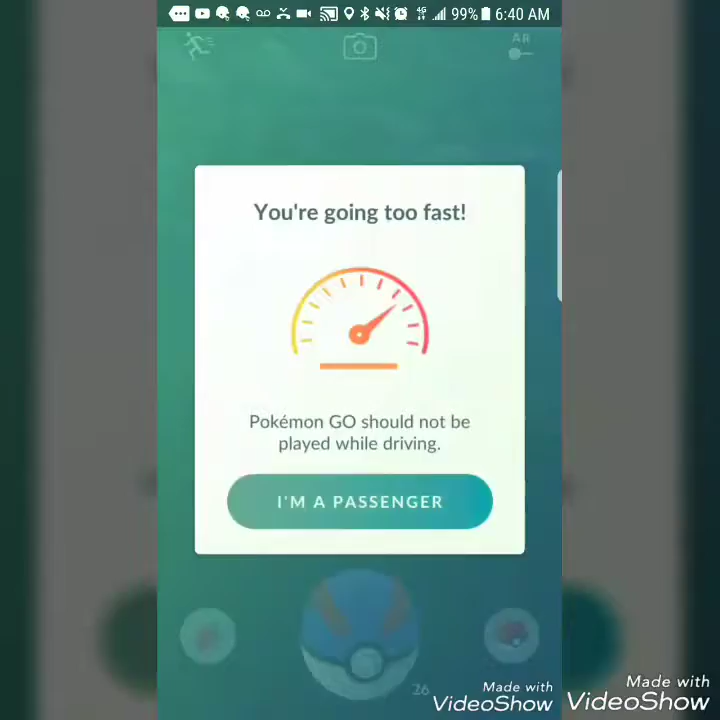 4G 99% 6:40 AM
AR
You're going too fast!
Pokémon GO should not be
played while driving.
I'M A PASSENGER
26
Made with
VideoShow
Made with
VideoShow